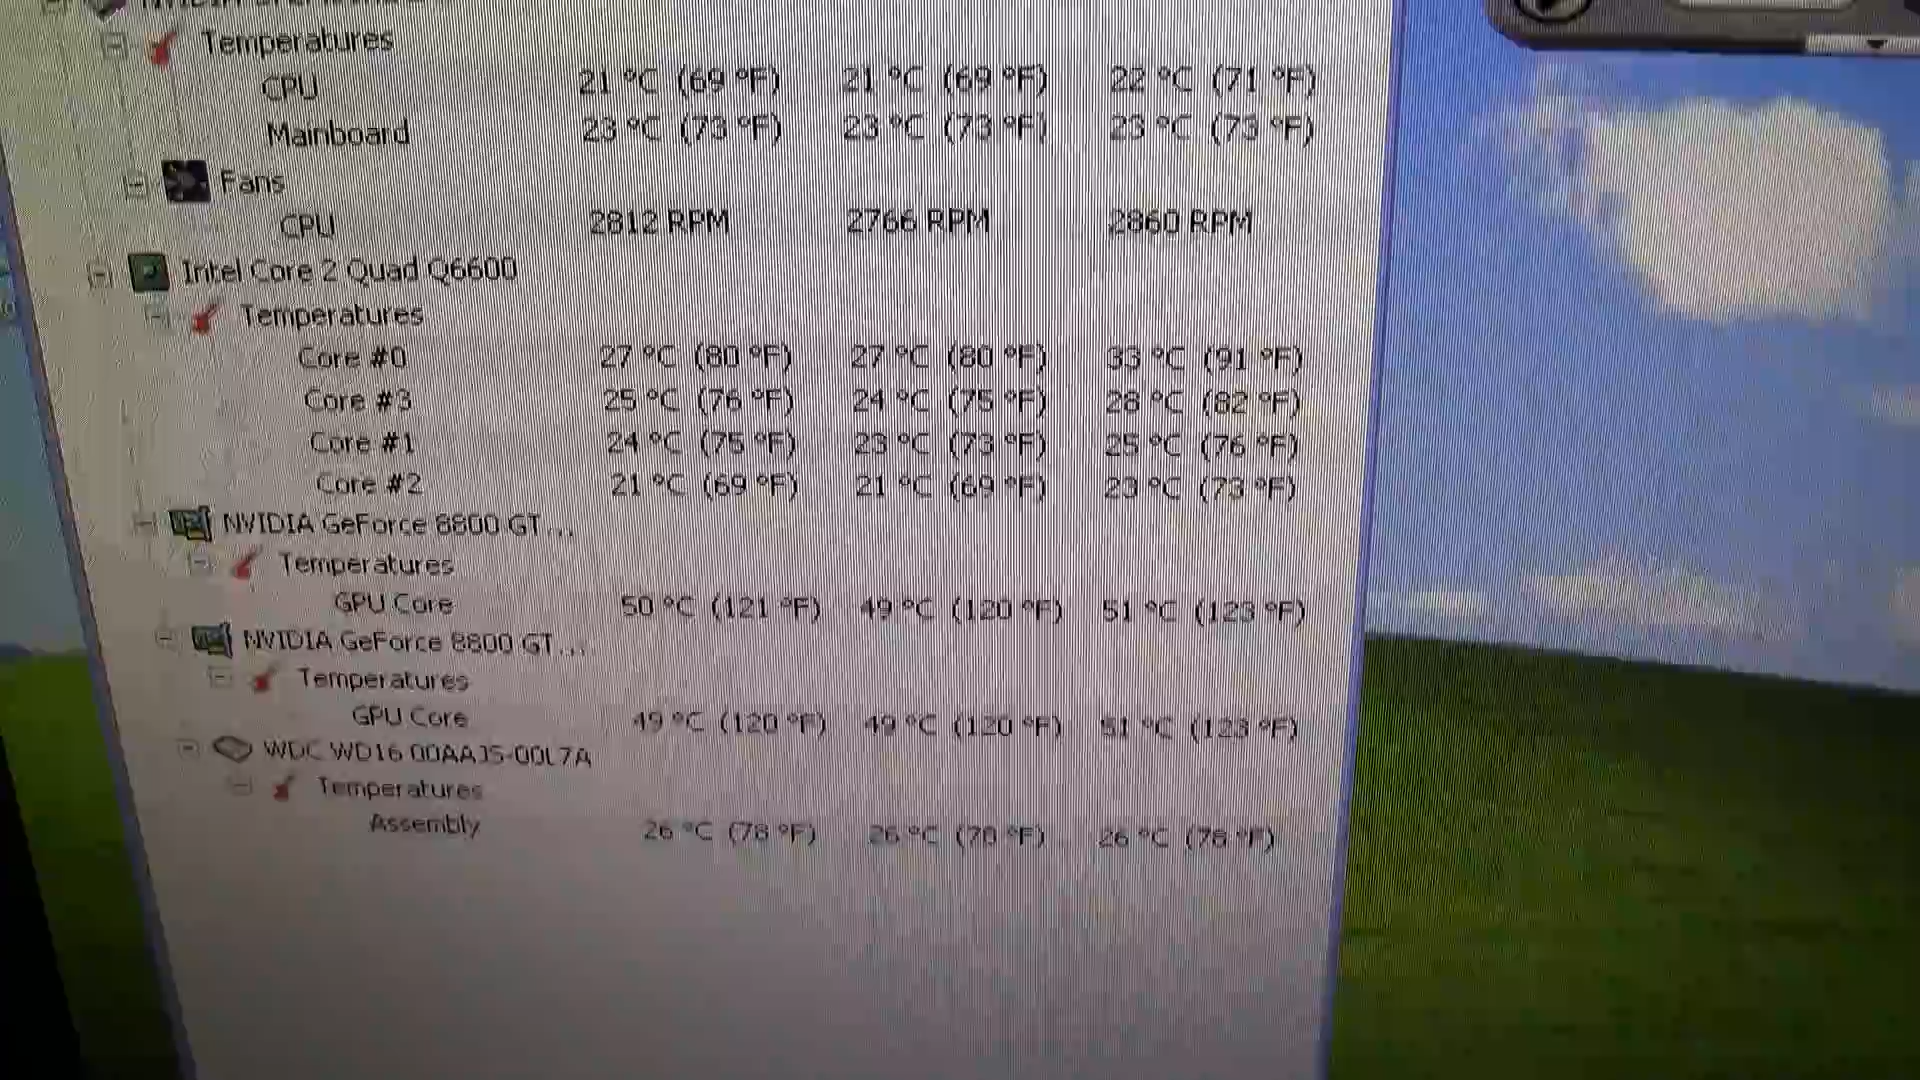 Temperatures
CPU 21 °C (69 °F) 21 °C (69 °F) 22 °C (71 °F)
Mainboard 23 °C (73 °F) 23 °C (73 °F) 23 °C (73 °F)
Fans
CPU 2812 RPM 2766 RPM 2860 RPM
Intel Core 2 Quad Q6600
Temperatures
Core #0 27 °C (80 °F) 27 °C (80 °F) 33 °C (91 °F)
Core #3 25 °C (76 °F) 24 °C (75 °F) 28 °C (82 °F)
Core #1 24 °C (75 °F) 23 °C (73 °F) 25 °C (76 °F)
Core #2 21 °C (69 °F) 21 °C (69 °F) 23 °C (73 °F)
NVIDIA GeForce 8800 GT...
Temperatures
GPU Core 50 °C (121 °F) 49 °C (120 °F) 51 °C (123 °F)
NVIDIA GeForce 8800 GT...
Temperatures
GPU Core 49 °C (120 °F) 49 °C (120 °F) 51 °C (123 °F)
WDC WD16 00AAJS-00L7A
Temperatures
Assembly 26 °C (78 °F) 26 °C (78 °F) 26 °C (78 °F)